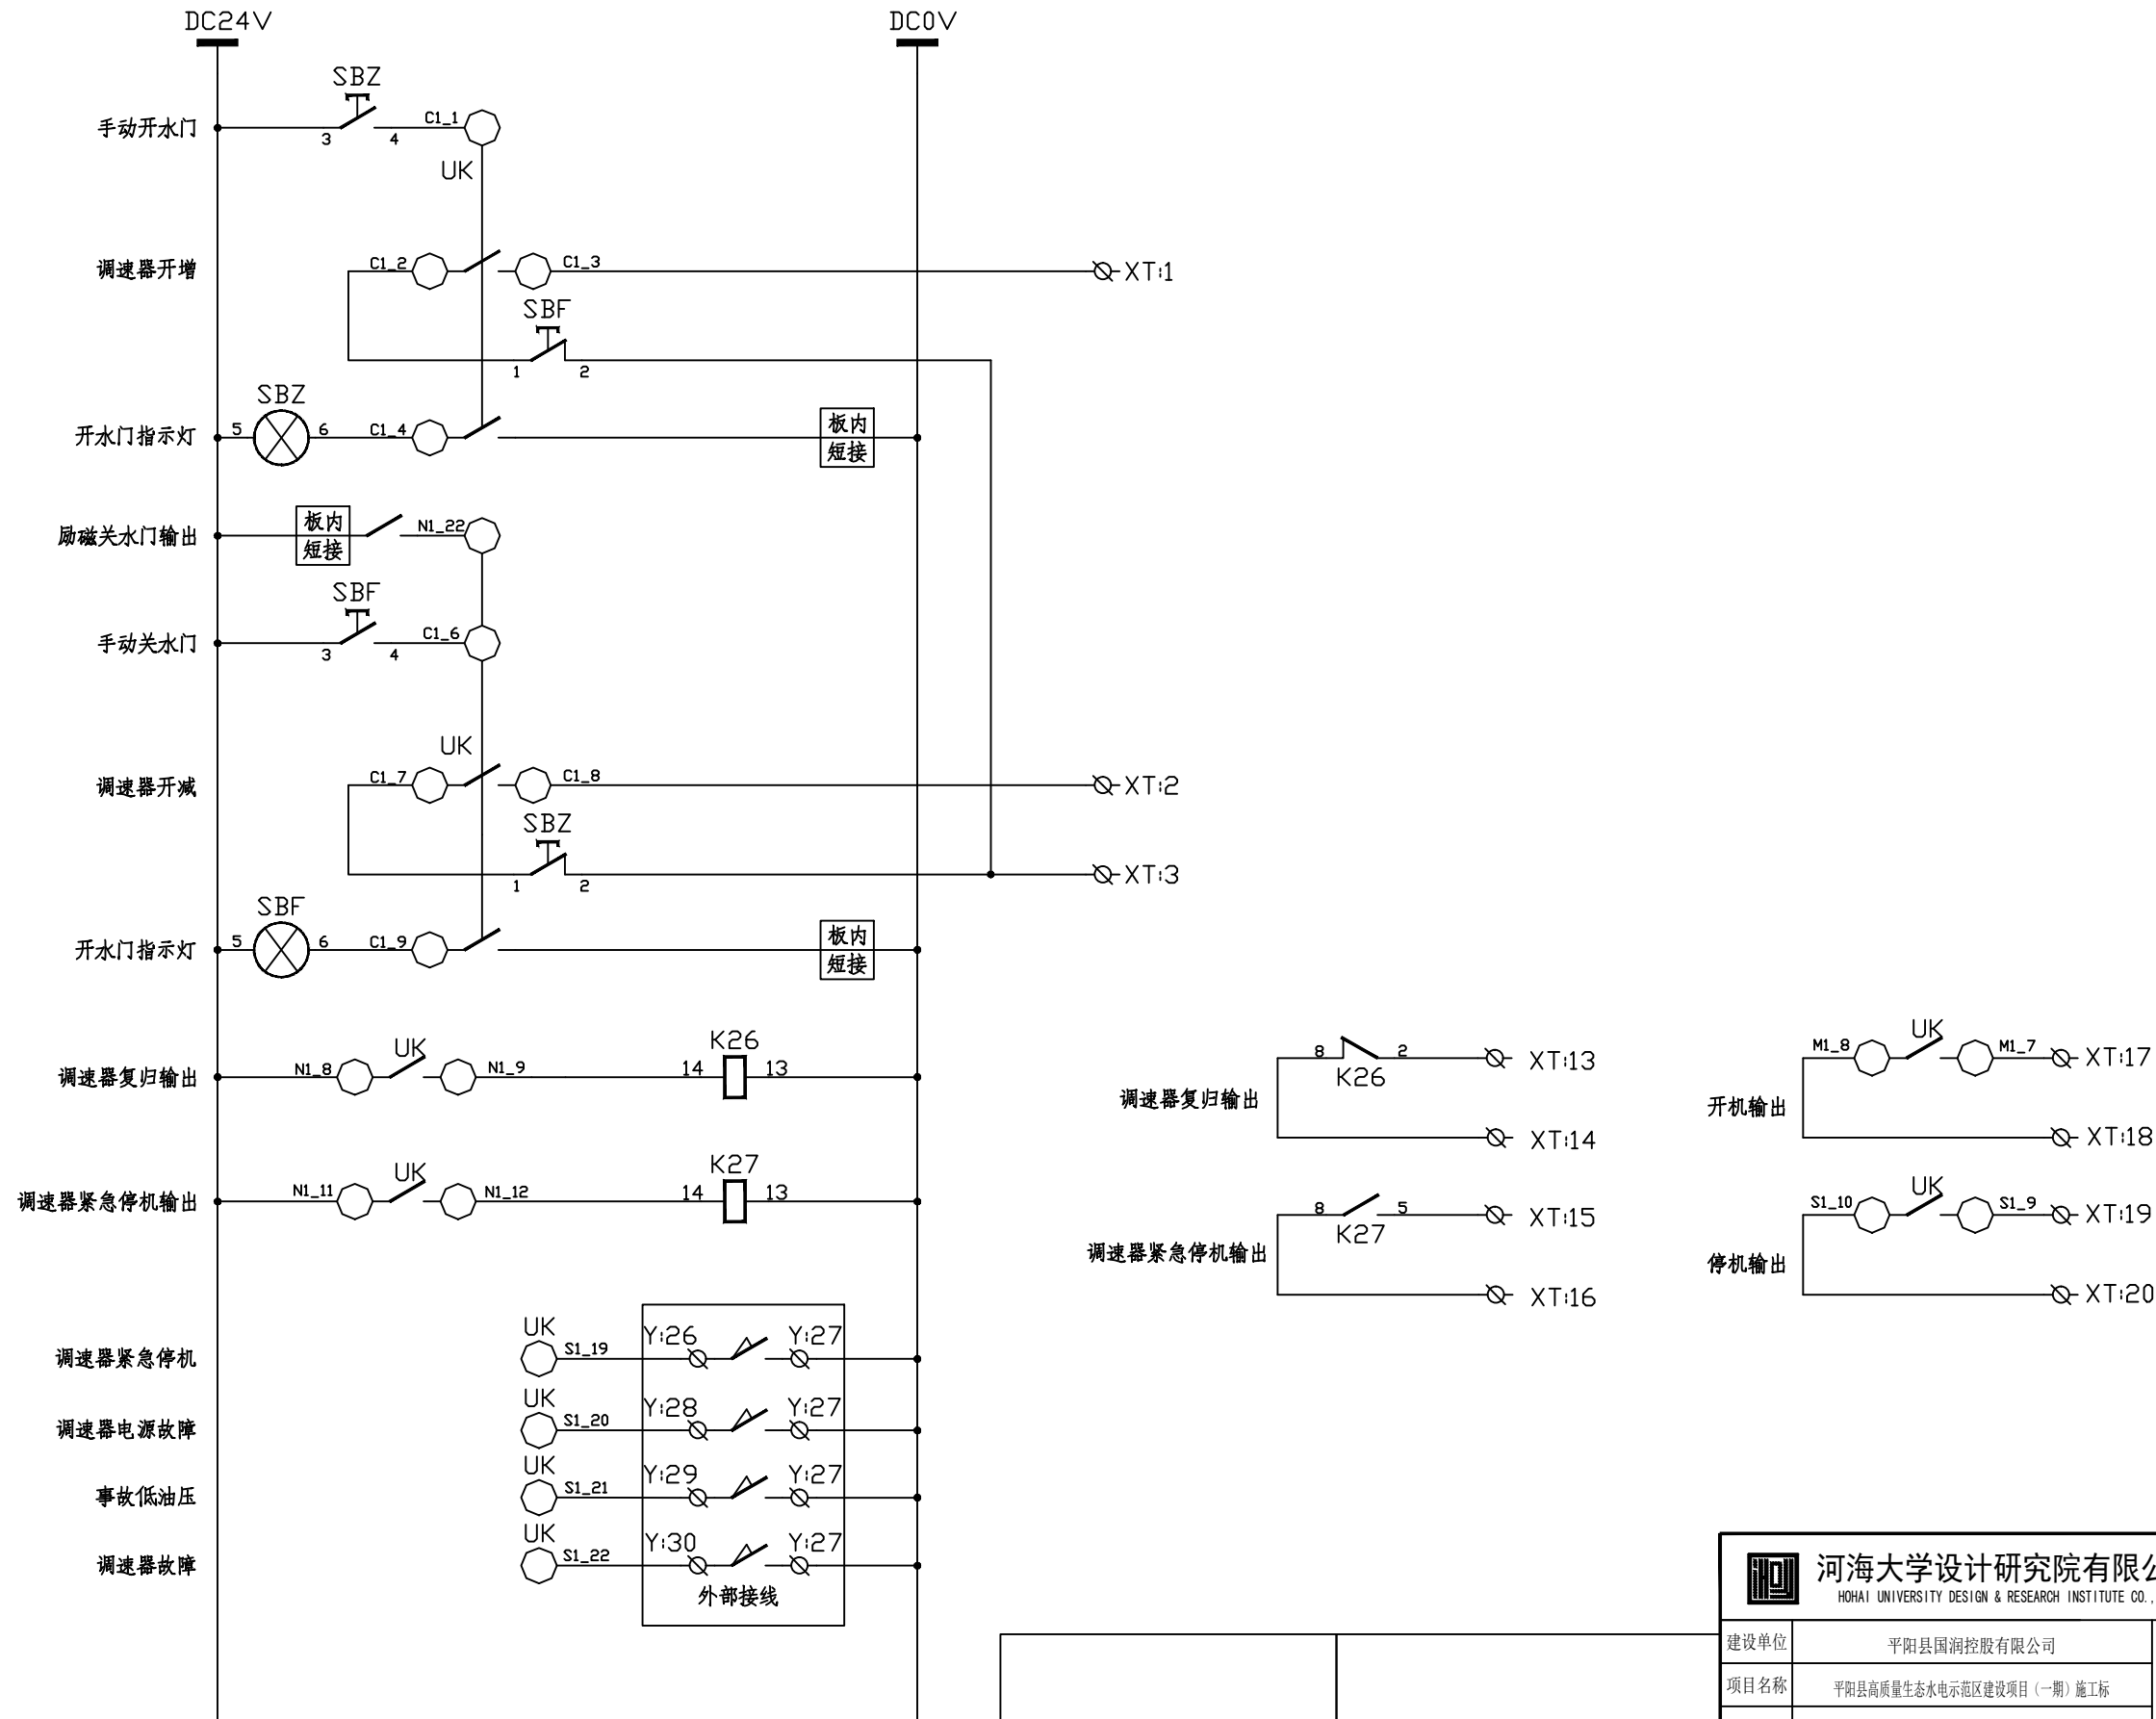 DC24V
DC0V
SBZ
手动开水门
3
4
C1_1
UK
调速器开增
C1_2
C1_3
XT:1
SBF
1
2
SBZ
开水门指示灯
5
6
C1_4
板内
短接
励磁关水门输出
板内
短接
N1_22
SBF
手动关水门
3
4
C1_6
UK
调速器开减
C1_7
C1_8
XT:2
SBZ
1
2
XT:3
SBF
开水门指示灯
5
6
C1_9
板内
短接
调速器复归输出
N1_8
UK
N1_9
14
K26
13
调速器紧急停机输出
N1_11
UK
N1_12
14
K27
13
调速器复归输出
8
2
K26
XT:13
XT:14
开机输出
M1_8
UK
M1_7
XT:17
XT:18
调速器紧急停机输出
8
5
K27
XT:15
XT:16
停机输出
S1_10
UK
S1_9
XT:19
XT:20
调速器紧急停机
UK
S1_19
Y:26
Y:27
调速器电源故障
UK
S1_20
Y:28
Y:27
事故低油压
UK
S1_21
Y:29
Y:27
调速器故障
UK
S1_22
Y:30
Y:27
外部接线
河海大学设计研究院有限公
HOHAI UNIVERSITY DESIGN & RESEARCH INSTITUTE CO.,
建设单位
平阳县国润控股有限公司
项目名称
平阳县高质量生态水电示范区建设项目（一期）施工标